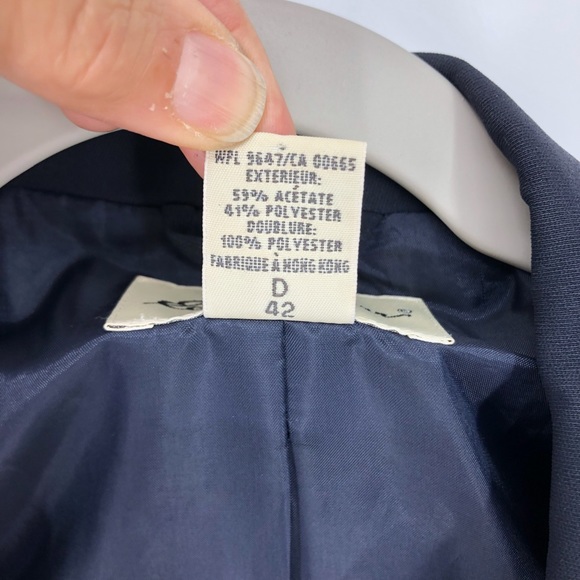 WPL 9647/CA 00665
EXTERIEUR:
59% ACÉTATE
41% POLYESTER
DOUBLURE:
100% POLYESTER
FABRIQUÉ À HONG KONG
D
42
®